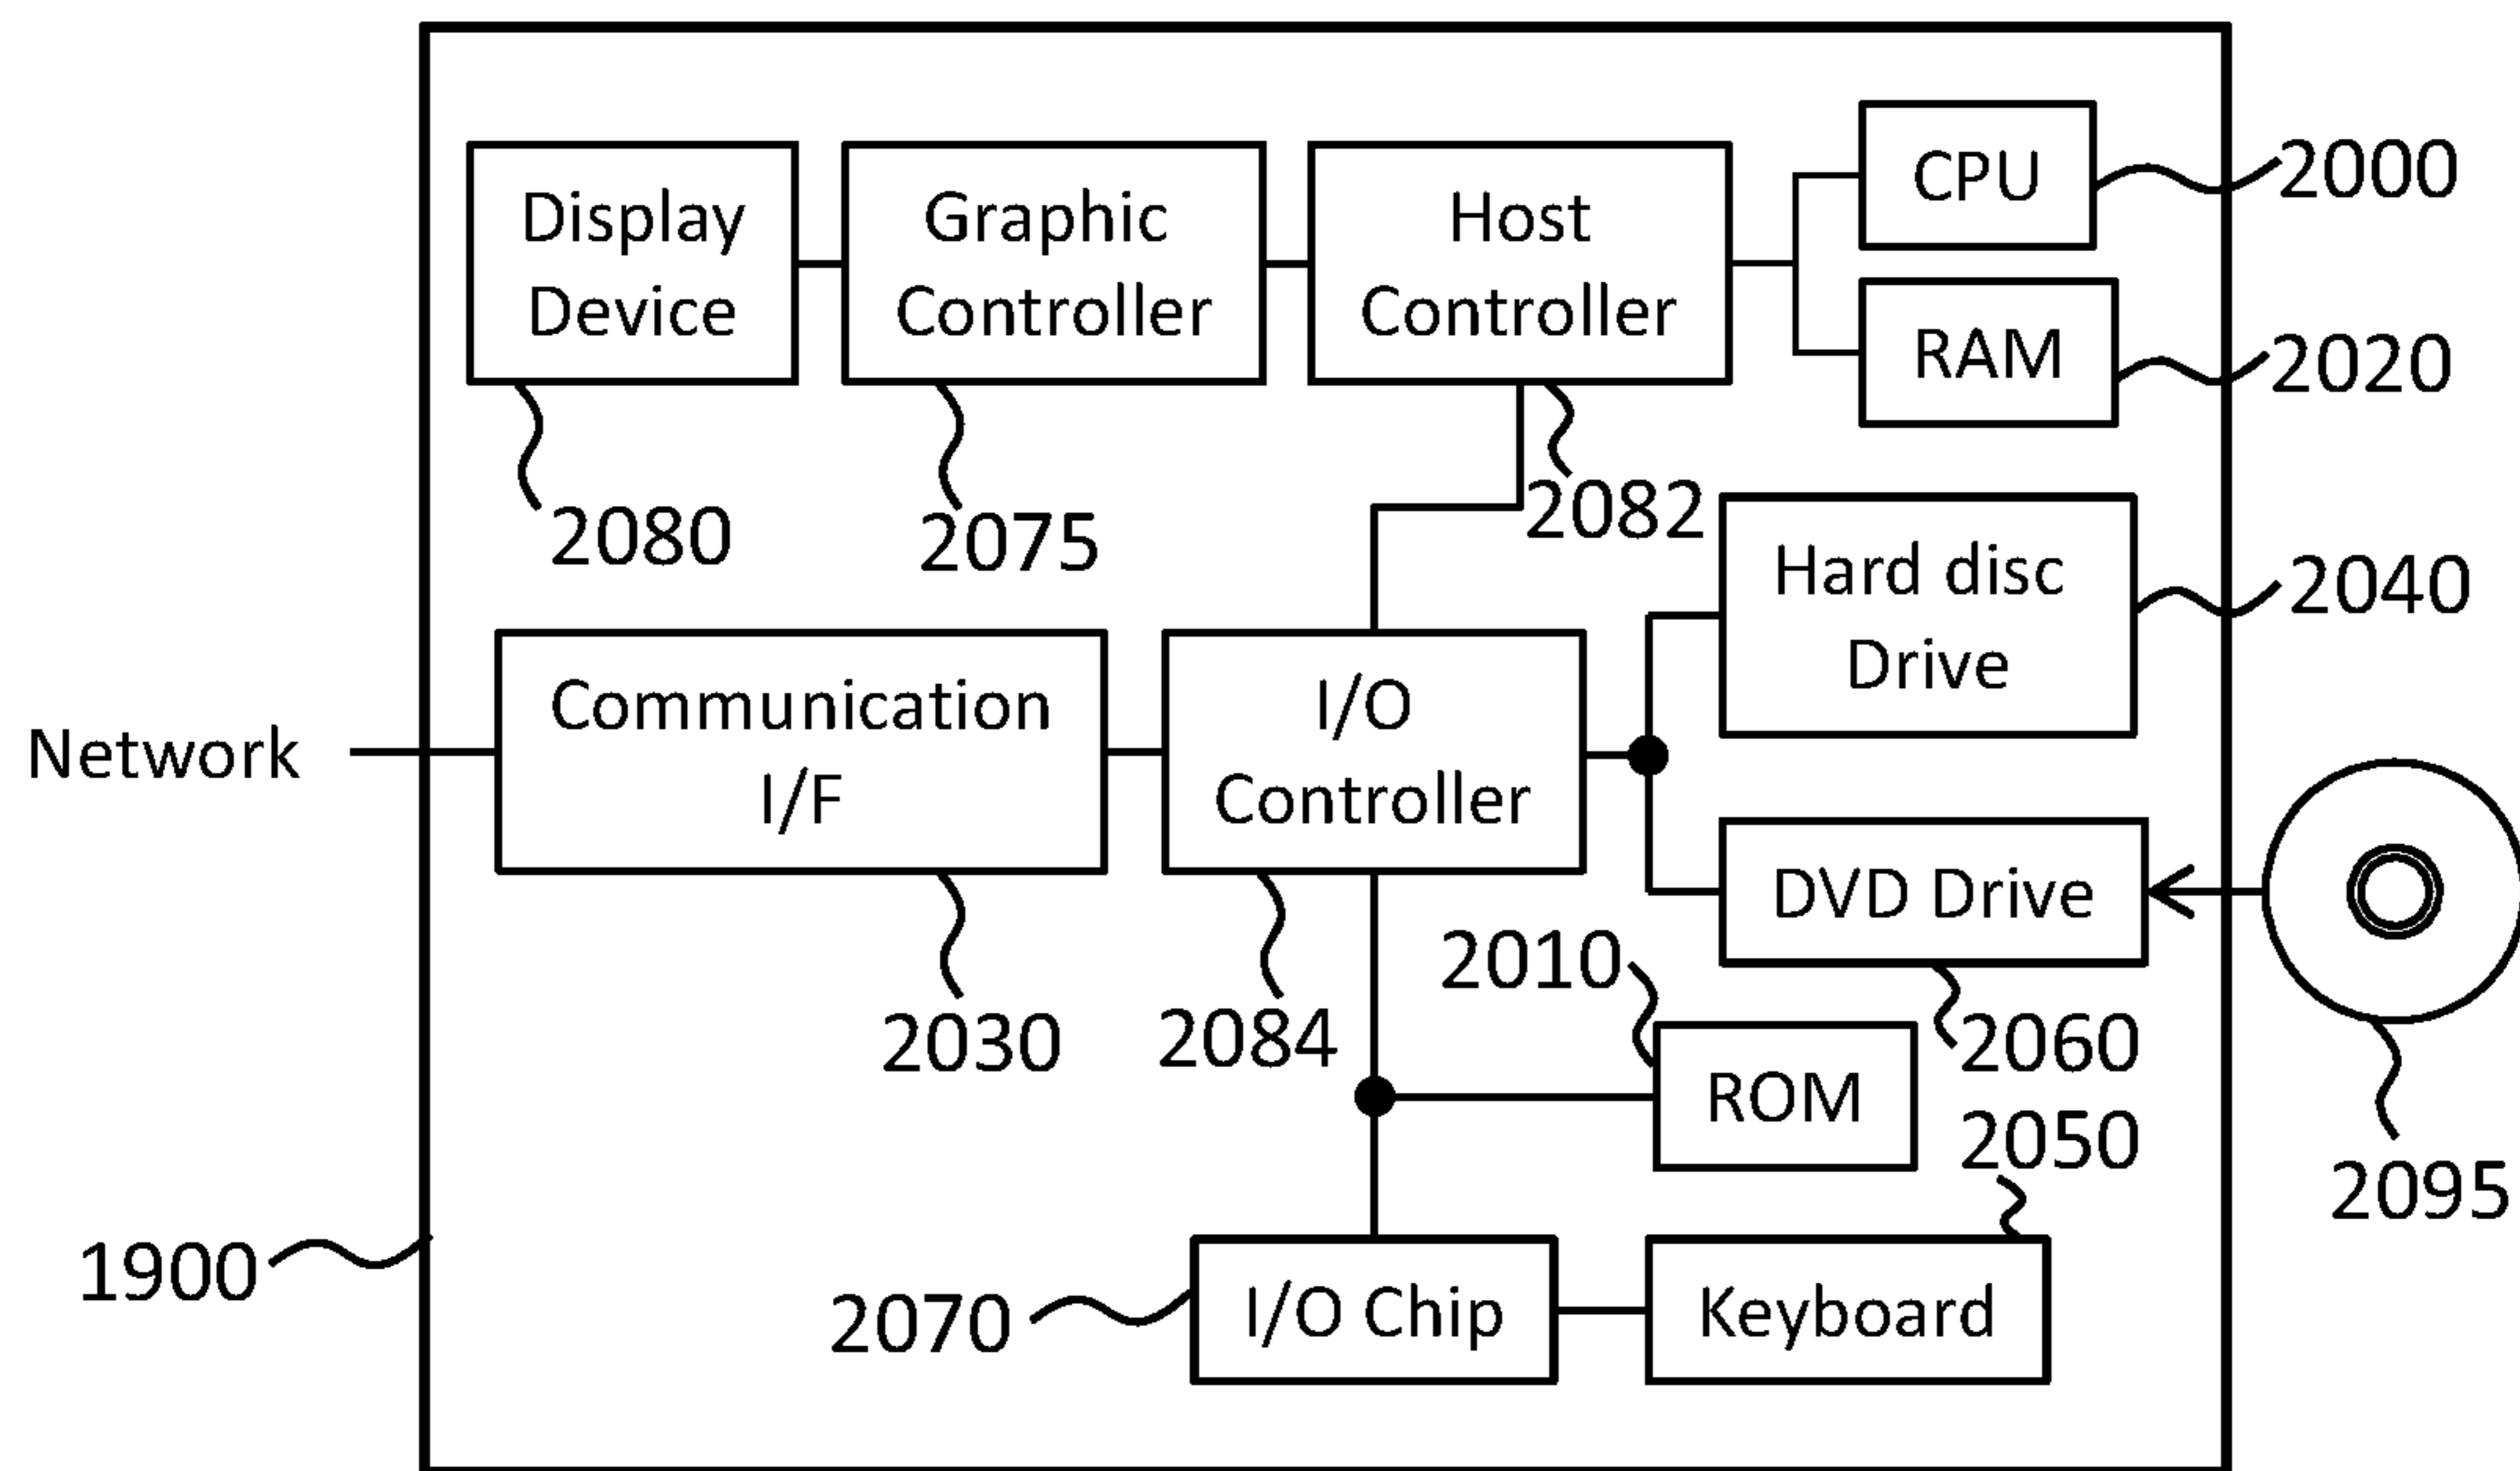 CPU
2000
Display
Device
Graphic
Controller
Host
Controller
RAM
2020
2080
2075
2082
Hard disc
Drive
2040
Network
Communication
I/F
I/O
Controller
DVD Drive
2010
2030
2084
2060
ROM
2050
2095
1900
2070
I/O Chip
Keyboard